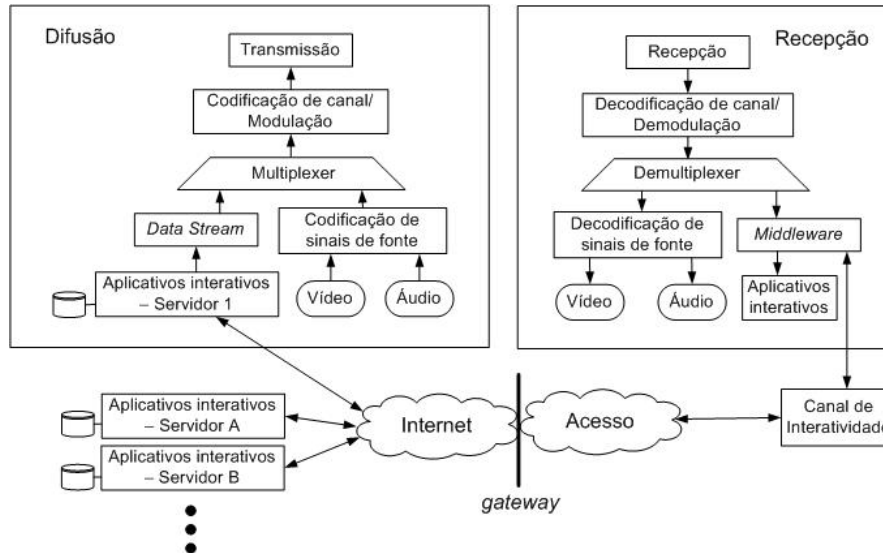 Difusão
Transmissão
Codificação de canal/
Modulação
Multiplexer
Data Stream
Codificação de
sinais de fonte
Aplicativos interativos
– Servidor 1
Vídeo
Áudio
Recepção
Recepção
Decodificação de canal/
Demodulação
Demultiplexer
Decodificação de
sinais de fonte
Middleware
Vídeo
Áudio
Aplicativos
interativos
Aplicativos interativos
– Servidor A
Aplicativos interativos
– Servidor B
Internet
Acesso
Canal de
Interatividade
gateway